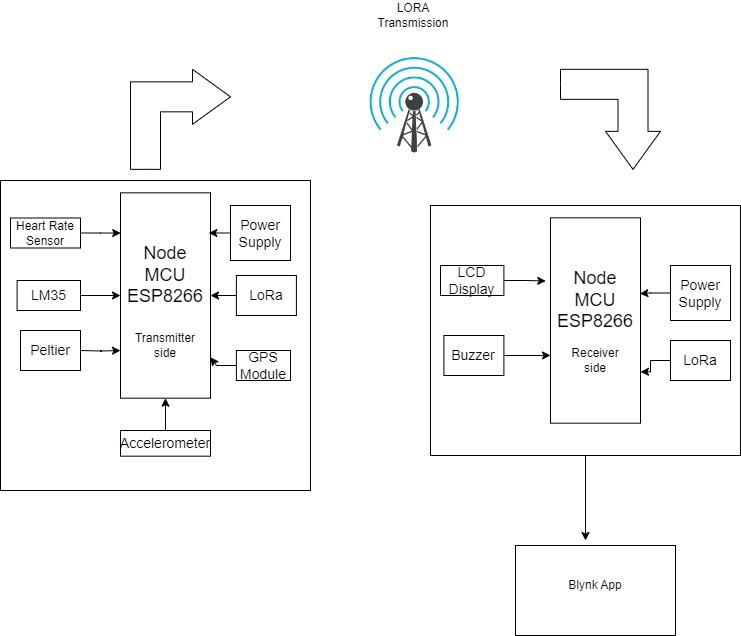 LORA
Transmission
Heart Rate
Sensor
LM35
Peltier
Node
MCU
ESP8266
Transmitter
side
Power
Supply
LoRa
GPS
Module
Accelerometer
LCD
Display
Buzzer
Node
MCU
ESP8266
Receiver
side
Power
Supply
LoRa
Blynk App